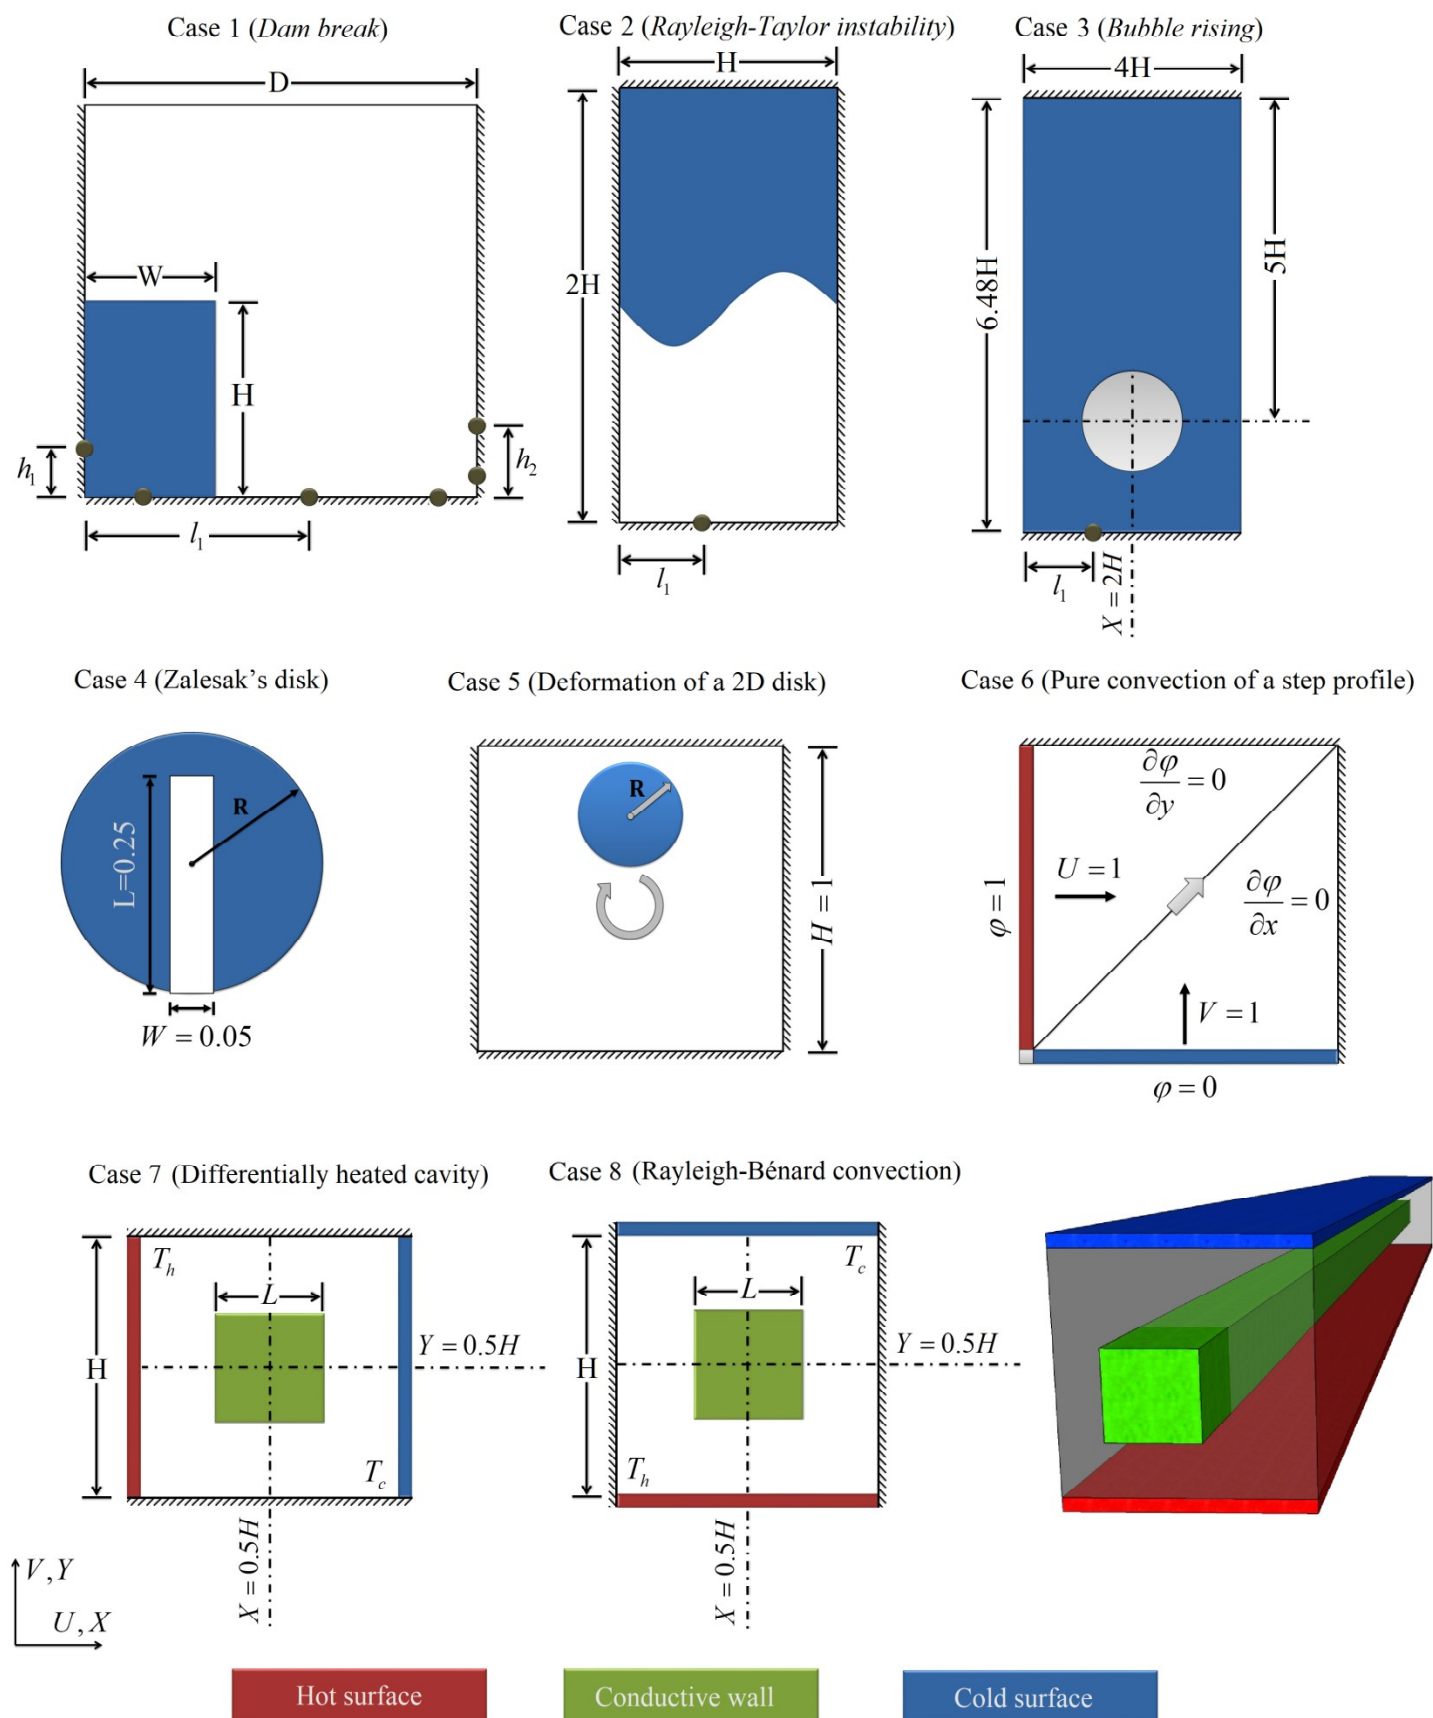 Case 1 (Dam break)
Case 2 (Rayleigh-Taylor instability)
Case 3 (Bubble rising)
D
H
4H
W
H
h₁
h₂
l₁
2H
l₁
6.48H
5H
l₁
X = 2H
Case 4 (Zalesak's disk)
Case 5 (Deformation of a 2D disk)
Case 6 (Pure convection of a step profile)
R
L=0.25
W = 0.05
R
H = 1
∂φ/∂y = 0
U = 1
φ = 1
∂φ/∂x = 0
V = 1
φ = 0
Case 7 (Differentially heated cavity)
Case 8 (Rayleigh-Bénard convection)
T_h
L
Y = 0.5H
H
T_c
X = 0.5H
T_c
L
Y = 0.5H
H
T_h
X = 0.5H
V, Y
U, X
Hot surface
Conductive wall
Cold surface